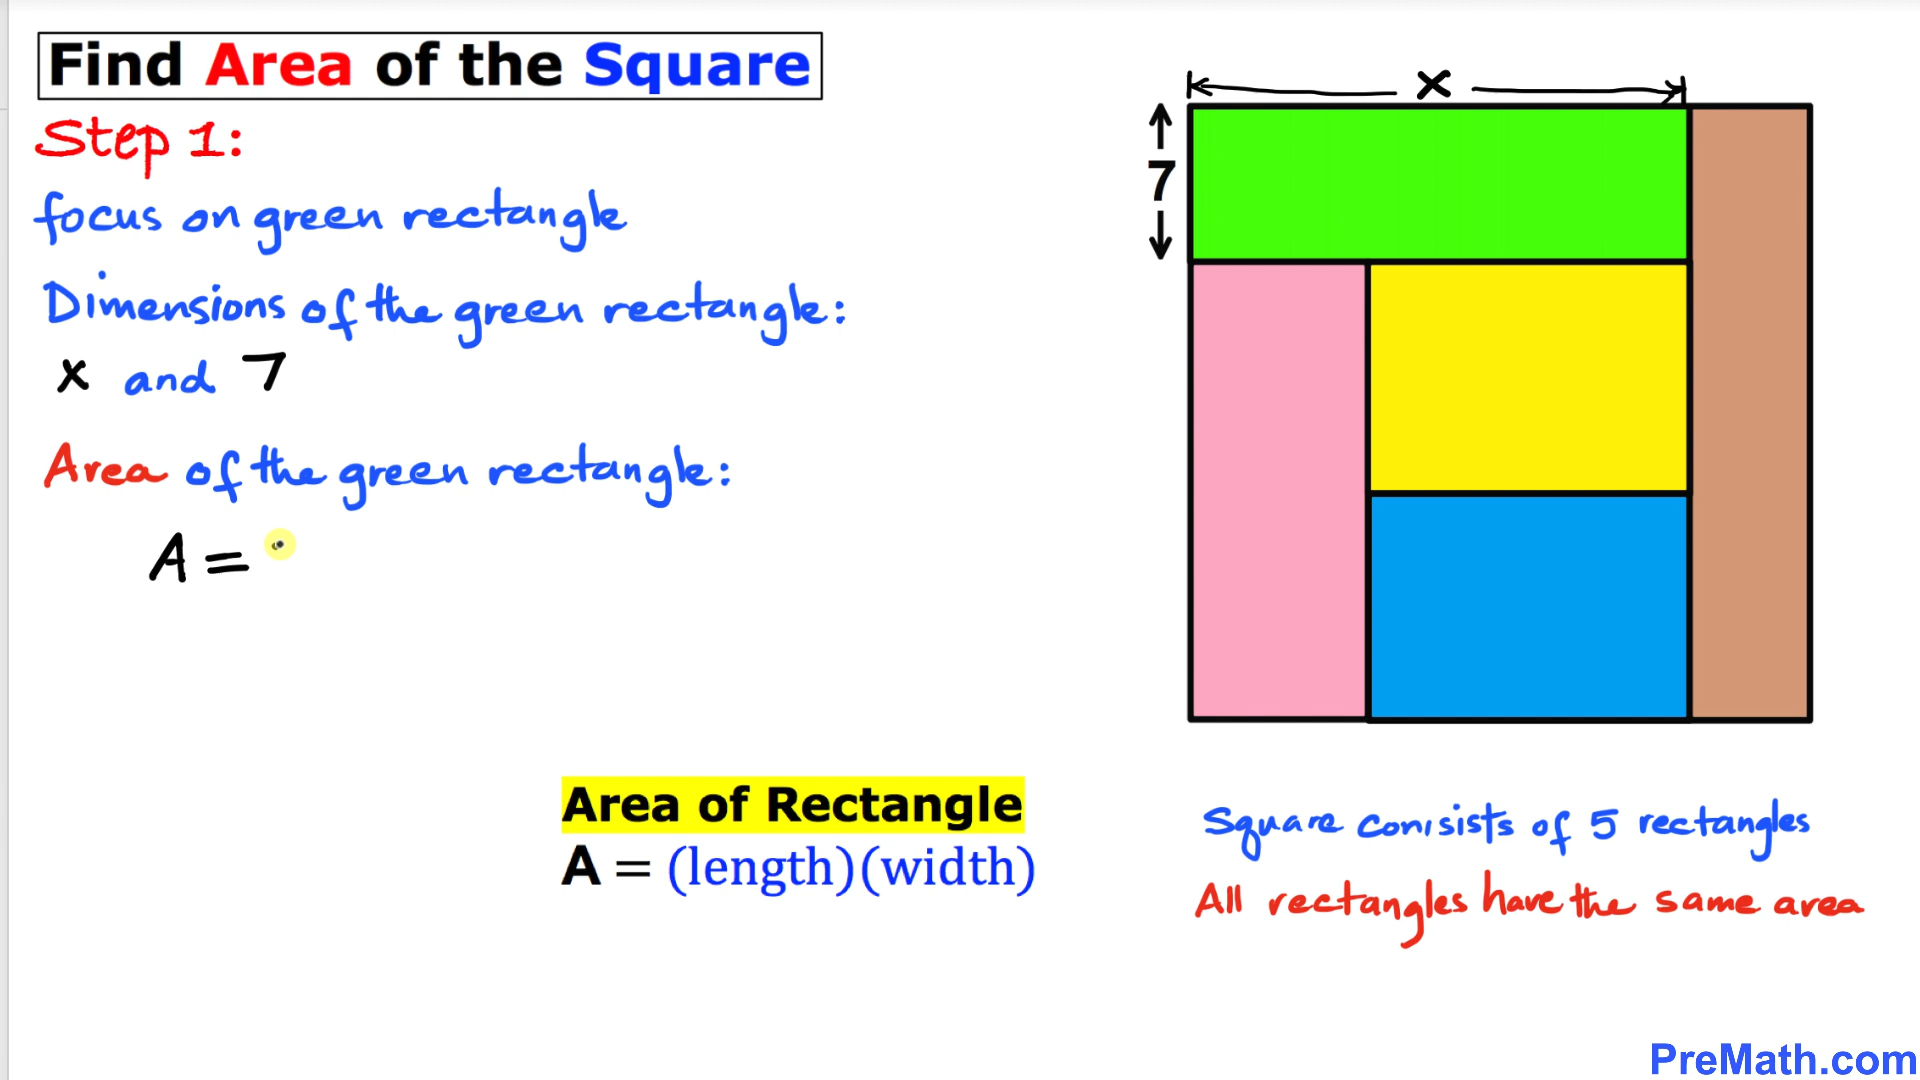 Find Area of the Square
Step 1:
focus on green rectangle
Dimensions of the green rectangle:
x and 7
Area of the green rectangle:
A =
x
7
Area of Rectangle
A = (length)(width)
Square consists of 5 rectangles
All rectangles have the same area
PreMath.com